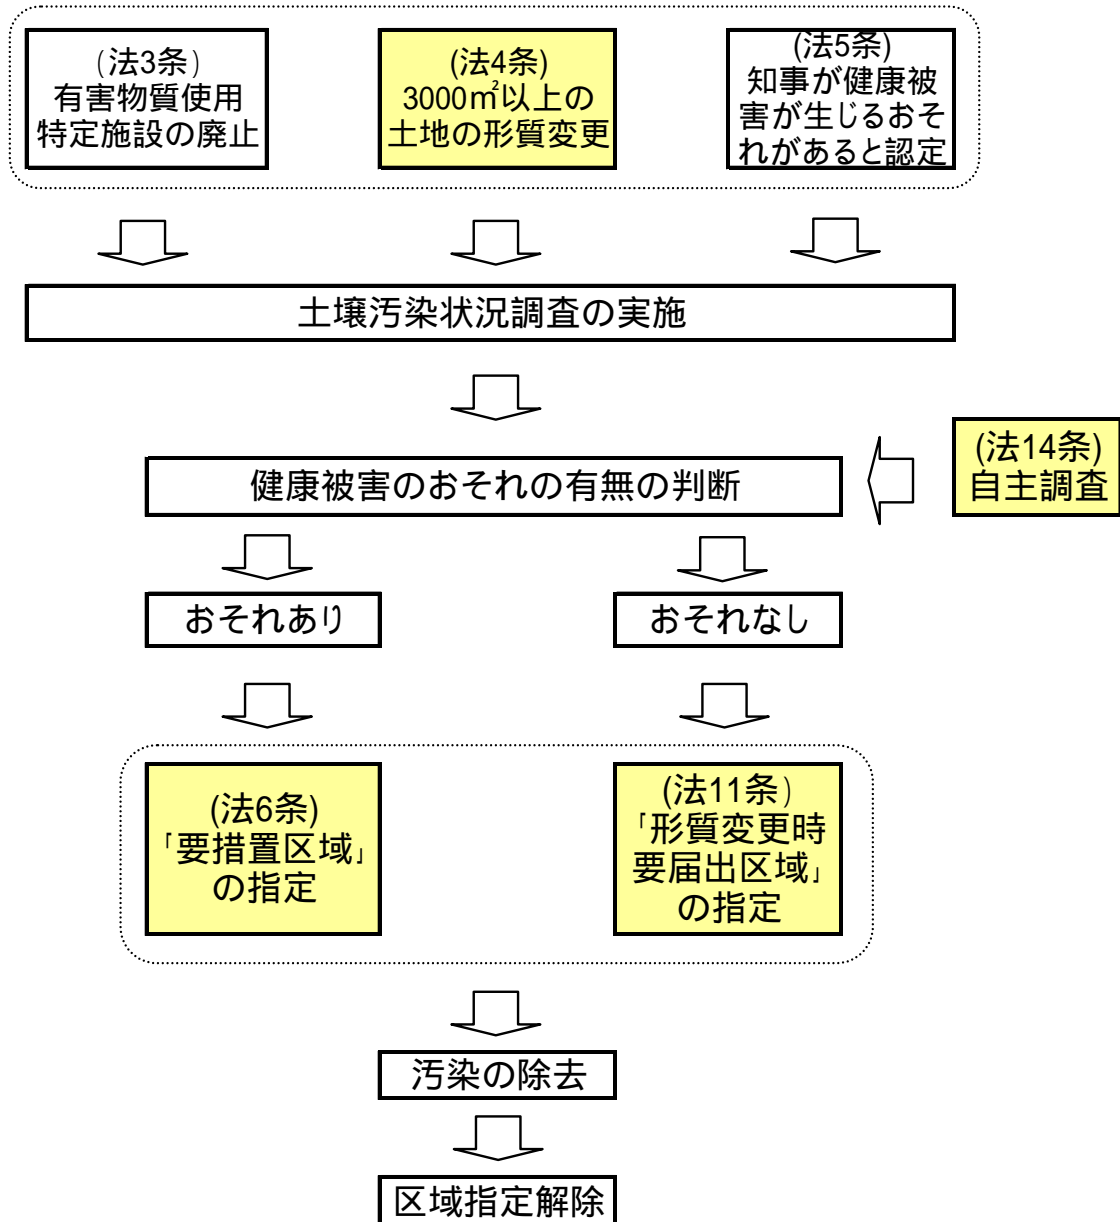 (法3条)
有害物質使用
特定施設の廃止
(法4条)
3000㎡以上の
土地の形質変更
(法5条)
知事が健康被
害が生じるおそ
れがあると認定
土壌汚染状況調査の実施
(法14条)
自主調査
健康被害のおそれの有無の判断
おそれあり
おそれなし
(法6条)
「要措置区域」
の指定
(法11条)
「形質変更時
要届出区域」
の指定
汚染の除去
区域指定解除